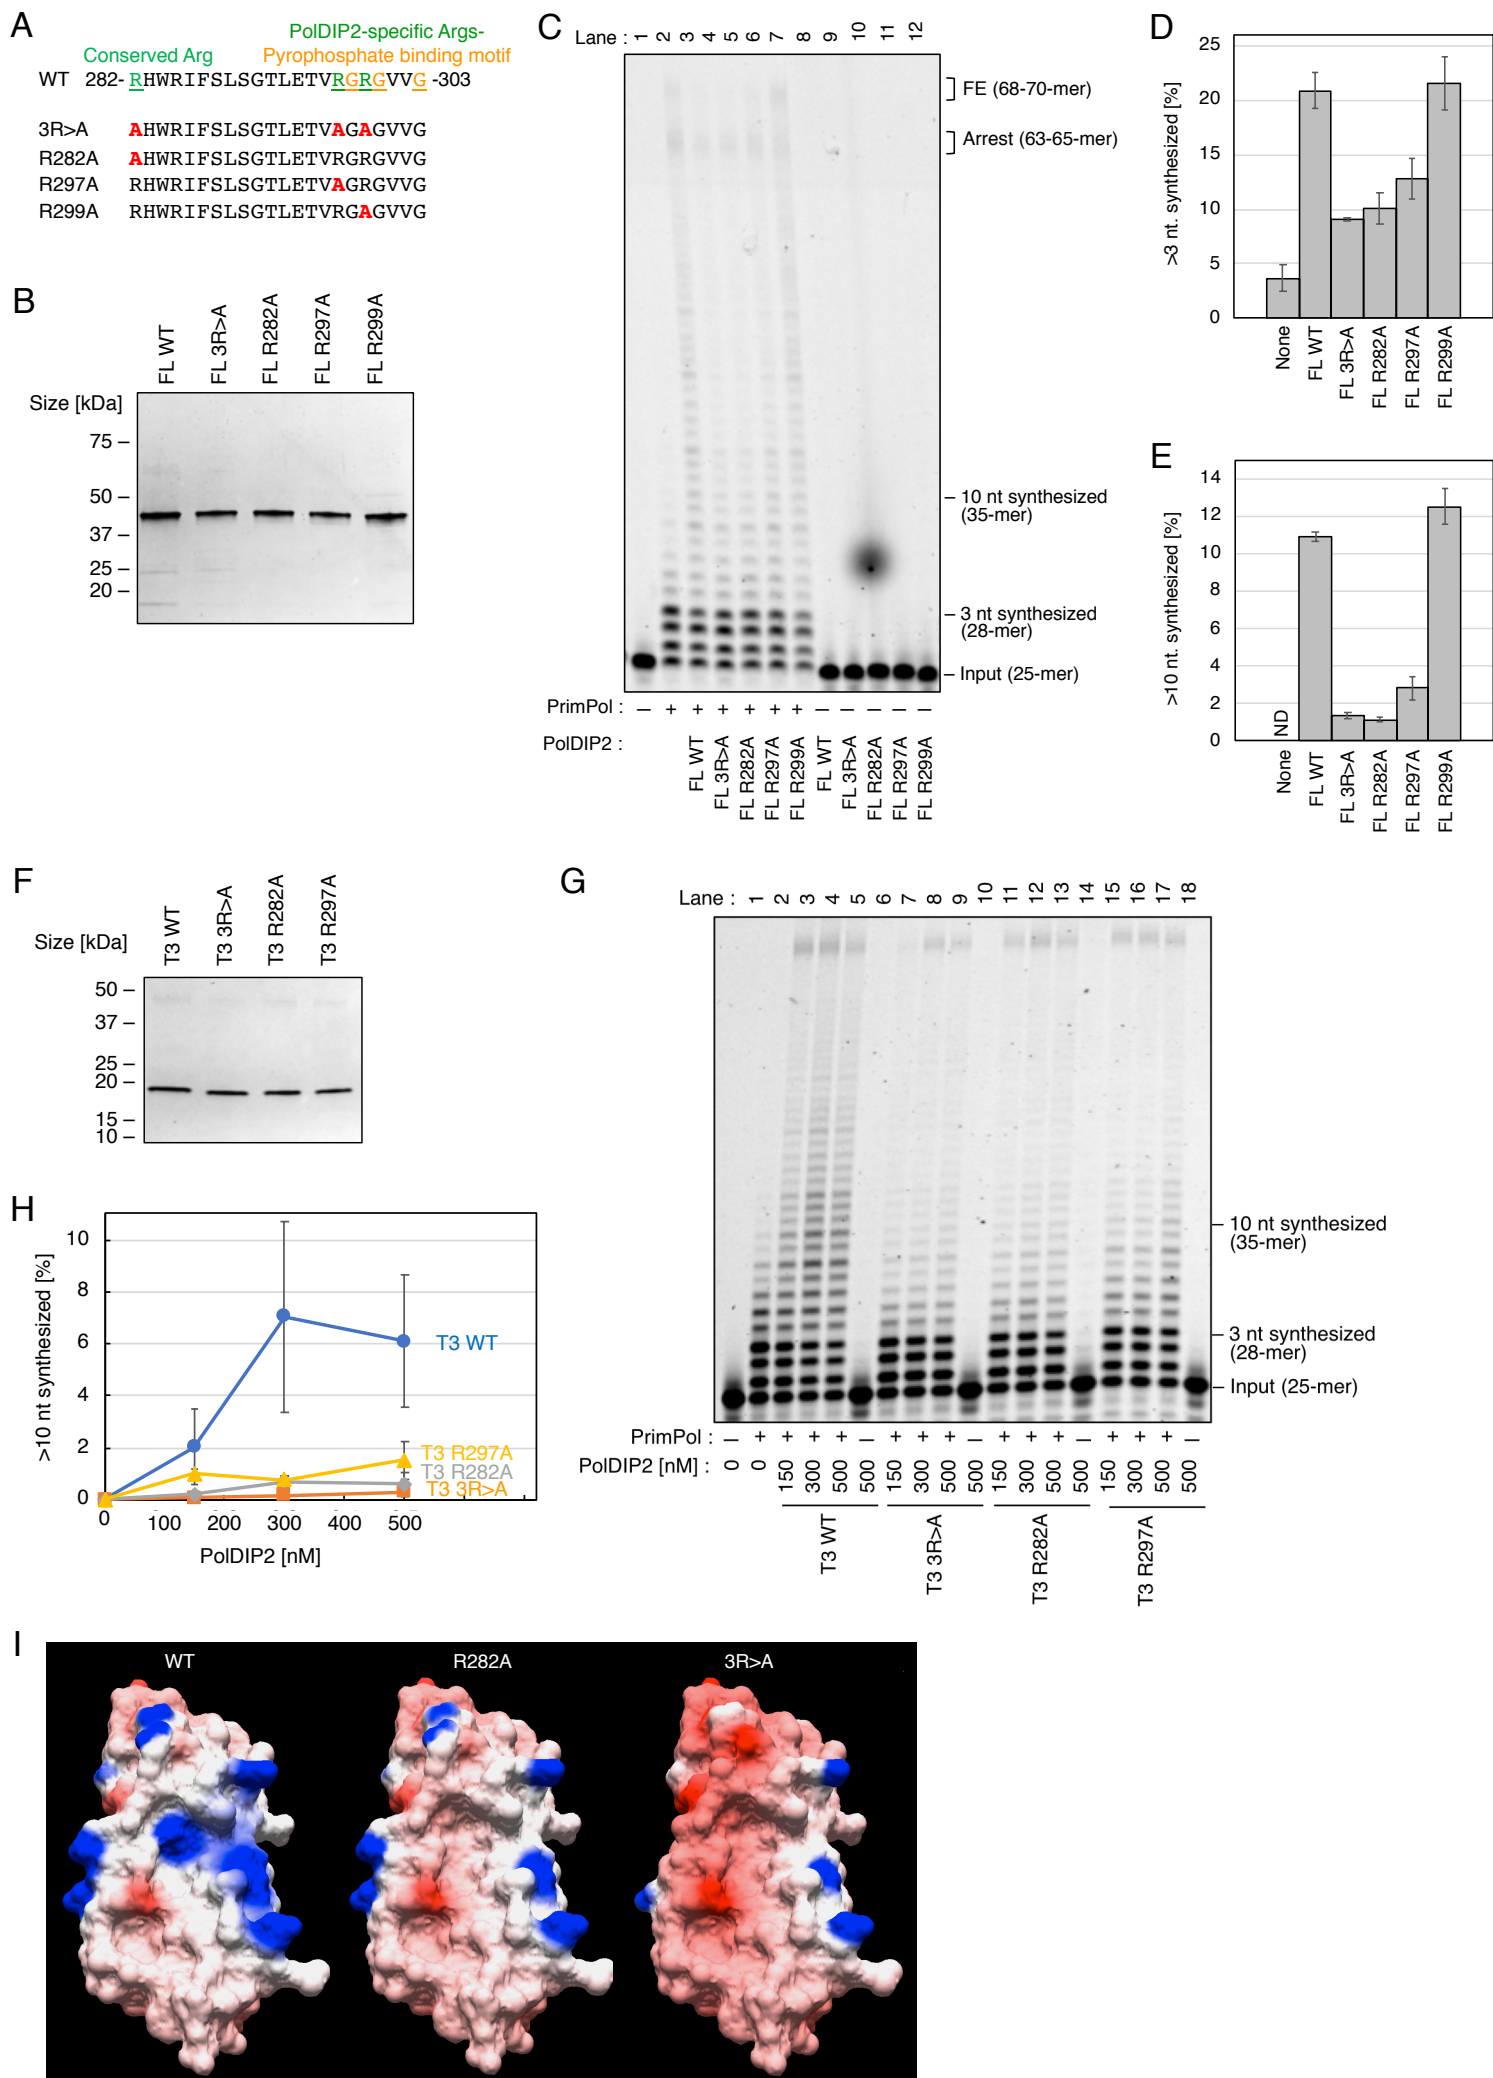 A
PolDIP2-specific Args-
Conserved Arg Pyrophosphate binding motif
WT 282- RHWRIFSLSGTLETVRGRGVVG -303
3R>A AHWRIFSLSGTLETVAGAGVVG
R282A AHWRIFSLSGTLETVRGRGVVG
R297A RHWRIFSLSGTLETVAGRGVVG
R299A RHWRIFSLSGTLETVRGAGVVG
B
FL WT
FL 3R>A
FL R282A
FL R297A
FL R299A
Size [kDa]
75 –
50 –
37 –
25 –
20 –
C
Lane : 1 2 3 4 5 6 7 8 9 10 11 12
FE (68-70-mer)
Arrest (63-65-mer)
– 10 nt synthesized
(35-mer)
– 3 nt synthesized
(28-mer)
– Input (25-mer)
PrimPol : – + + + + + + – – – – –
PolDIP2 : FL WT FL 3R>A FL R282A FL R297A FL R299A FL WT FL 3R>A FL R282A FL R297A FL R299A
D
>3 nt. synthesized [%]
25
20
15
10
5
0
None
FL WT
FL 3R>A
FL R282A
FL R297A
FL R299A
E
>10 nt. synthesized [%]
14
12
10
8
6
4
2
0
ND
None
FL WT
FL 3R>A
FL R282A
FL R297A
FL R299A
F
T3 WT
T3 3R>A
T3 R282A
T3 R297A
Size [kDa]
50 –
37 –
25 –
20 –
15 –
10 –
G
Lane : 1 2 3 4 5 6 7 8 9 10 11 12 13 14 15 16 17 18
– 10 nt synthesized
(35-mer)
– 3 nt synthesized
(28-mer)
– Input (25-mer)
PrimPol : – + + + + – + + + – + + + – + + + –
PolDIP2 [nM] : 0 0 150 300 500 500 150 300 500 500 150 300 500 500 150 300 500 500
T3 WT
T3 3R>A
T3 R282A
T3 R297A
H
>10 nt synthesized [%]
10
8
6
4
2
0
T3 WT
T3 R297A
T3 R282A
T3 3R>A
0 100 200 300 400 500
PolDIP2 [nM]
I
WT R282A 3R>A